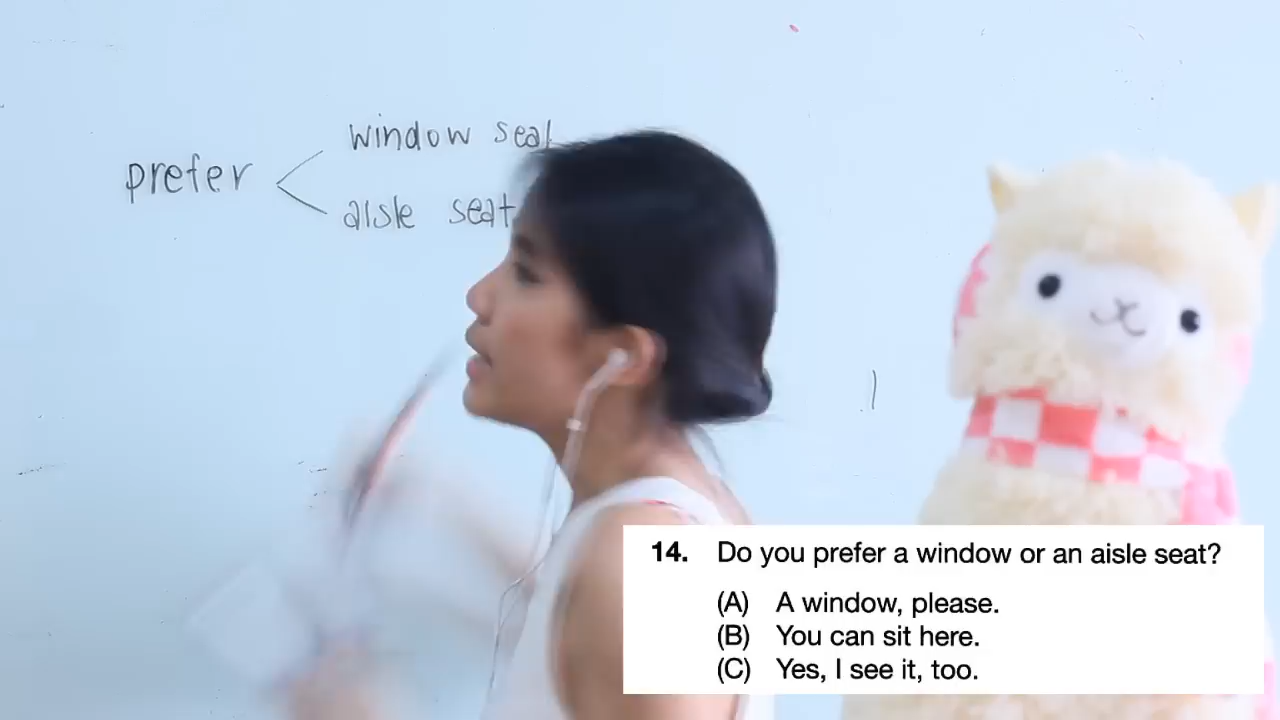 window seat
prefer
aisle seat
14. Do you prefer a window or an aisle seat?
(A) A window, please.
(B) You can sit here.
(C) Yes, I see it, too.